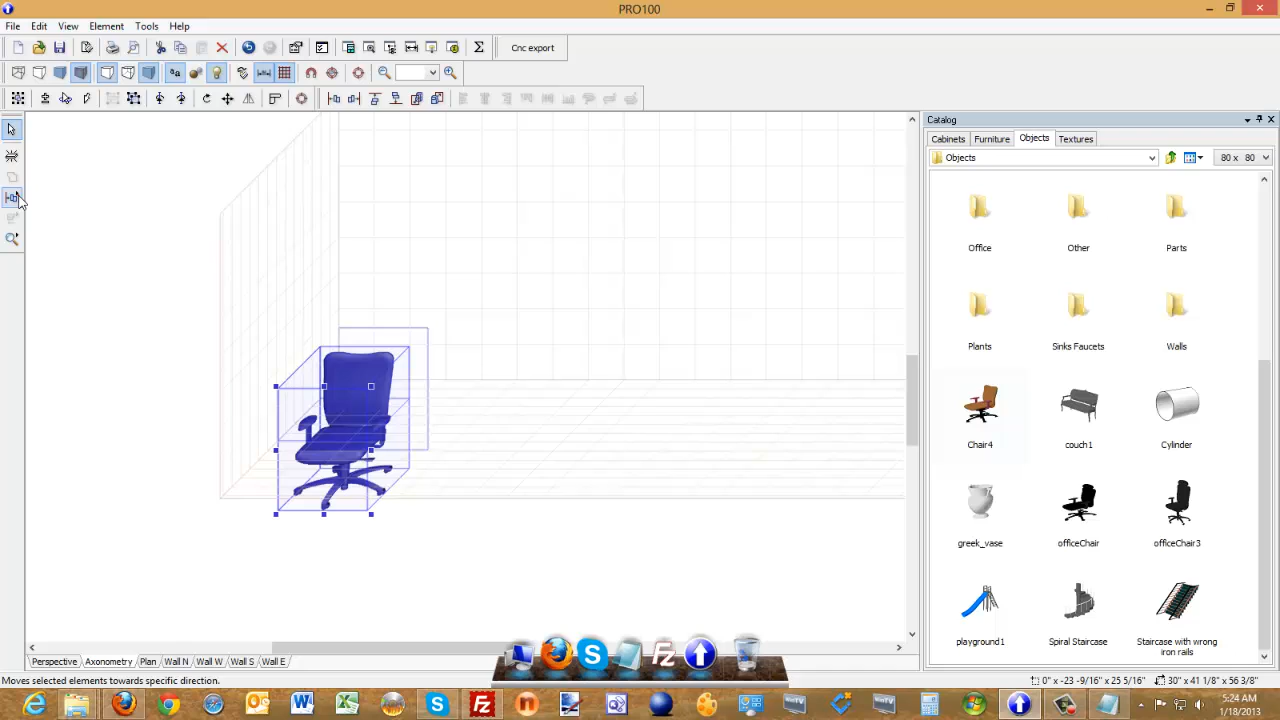 PRO100
File Edit View Element Tools Help
Cnc export
Catalog
Cabinets Furniture Objects Textures
Objects
80 x 80
Office Other Parts
Plants Sinks Faucets Walls
Chair4 couch1 Cylinder
greek_vase officeChair officeChair3
playground1 Spiral Staircase Staircase with wrong
iron rails
Perspective Axonometry Plan Wall N Wall W Wall S Wall E
Moves selected elements towards specific direction.
0" x -23 -9/16" x 25 5/16"
30" x 41 1/8" x 56 3/8"
5:24 AM
1/18/2013